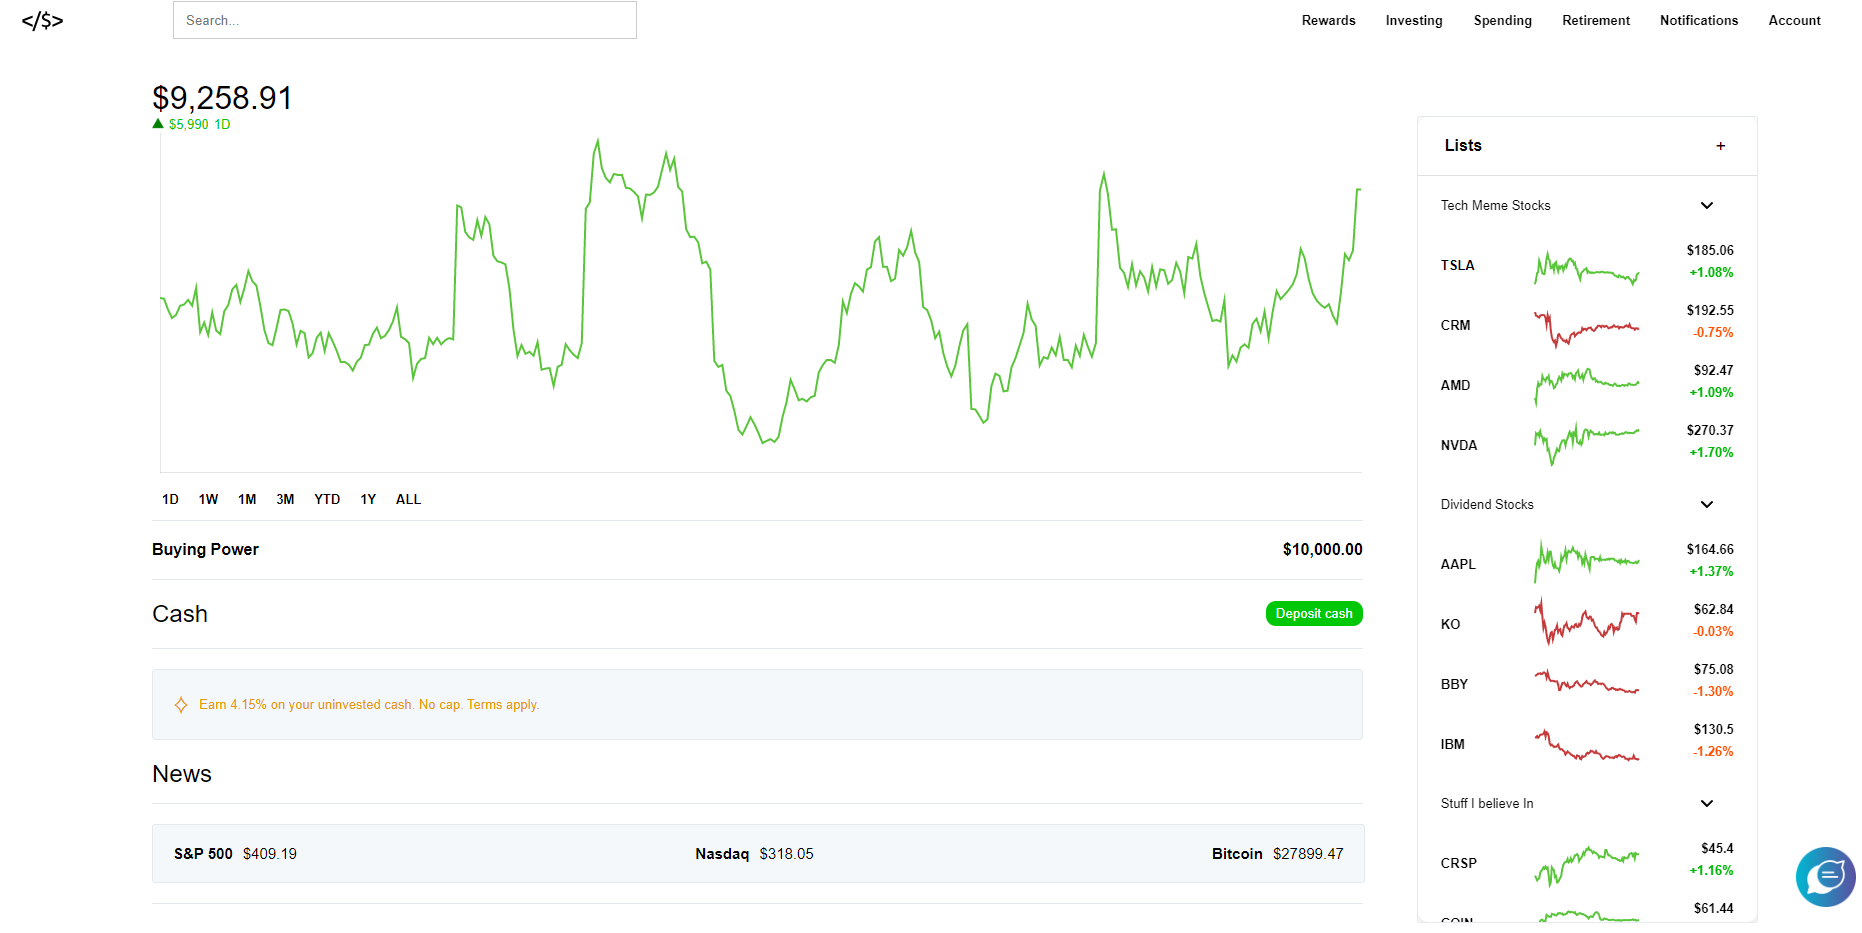 </$>
Search...
Rewards Investing Spending Retirement Notifications Account
$9,258.91
$5,990 1D
1D 1W 1M 3M YTD 1Y ALL
Buying Power $10,000.00
Cash Deposit cash
Earn 4.15% on your uninvested cash. No cap. Terms apply.
News
S&P 500 $409.19 Nasdaq $318.05 Bitcoin $27899.47
Lists +
Tech Meme Stocks
TSLA $185.06
+1.08%
CRM $192.55
-0.75%
AMD $92.47
+1.09%
NVDA $270.37
+1.70%
Dividend Stocks
AAPL $164.66
+1.37%
KO $62.84
-0.03%
BBY $75.08
-1.30%
IBM $130.5
-1.26%
Stuff I believe In
CRSP $45.4
+1.16%
COIN $61.44